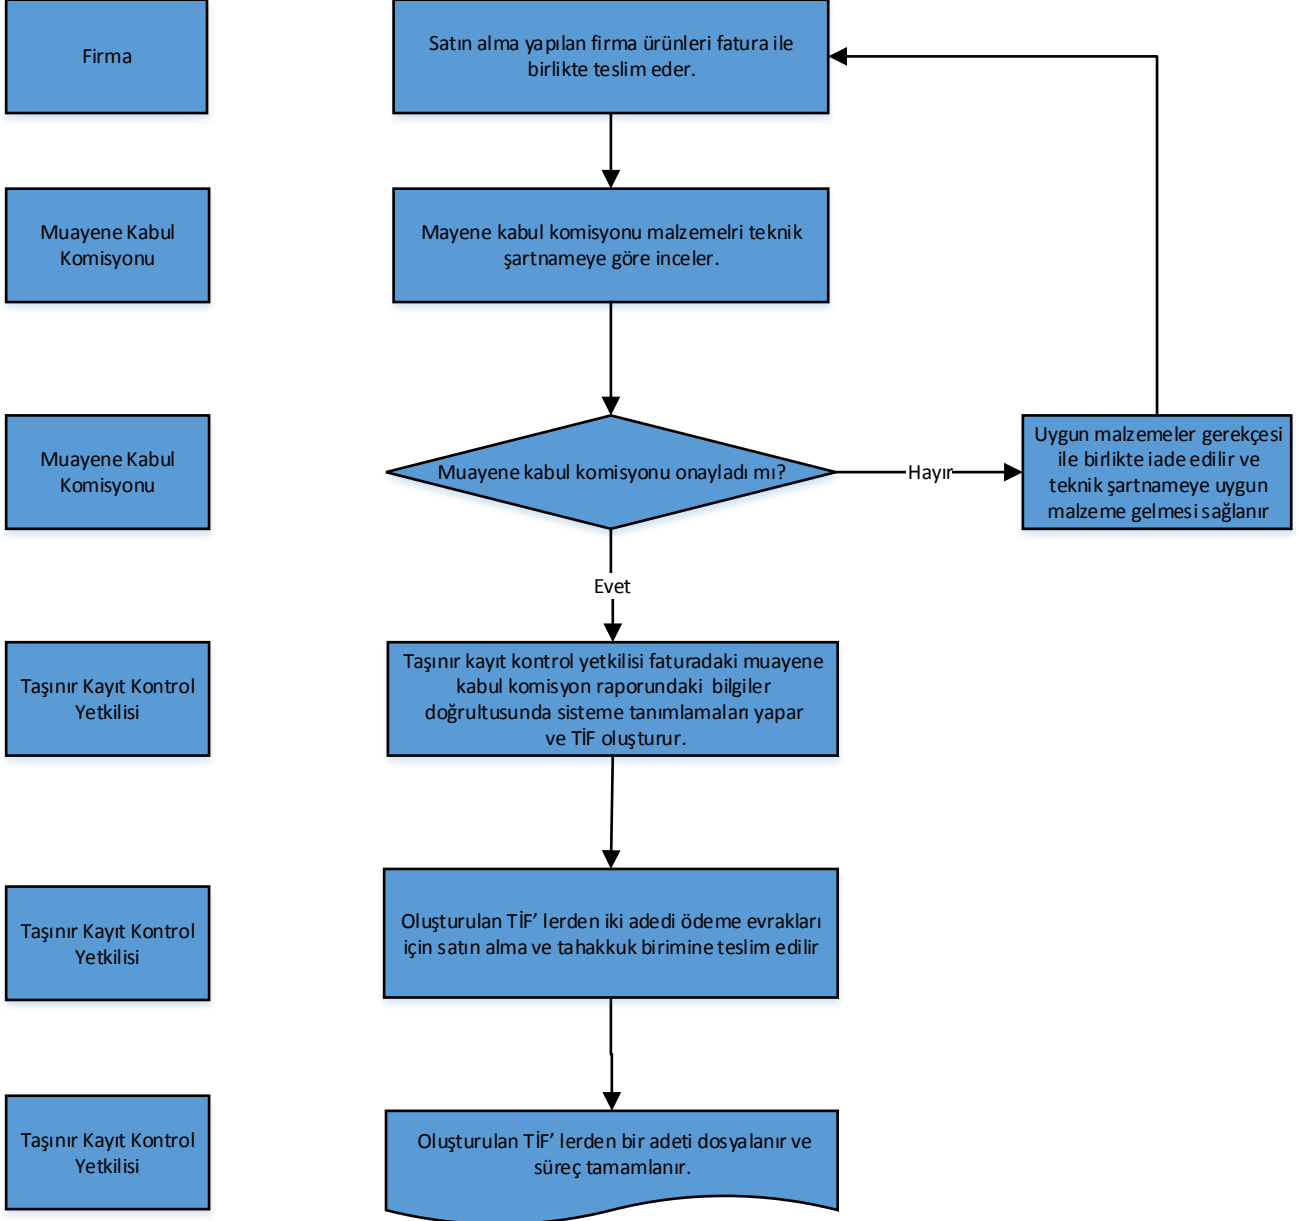 Firma
Satın alma yapılan firma ürünleri fatura ile
birlikte teslim eder.
Muayene Kabul
Komisyonu
Mayene kabul komisyonu malzemelri teknik
şartnameye göre inceler.
Muayene Kabul
Komisyonu
Muayene kabul komisyonu onayladı mı?
Hayır
Uygun malzemeler gerekçesi
ile birlikte iade edilir ve
teknik şartnameye uygun
malzeme gelmesi sağlanır
Evet
Taşınır Kayıt Kontrol
Yetkilisi
Taşınır kayıt kontrol yetkilisi faturadaki muayene
kabul komisyon raporundaki bilgiler
doğrultusunda sisteme tanımlamaları yapar
ve TİF oluşturur.
Taşınır Kayıt Kontrol
Yetkilisi
Oluşturulan TİF’ lerden iki adedi ödeme evrakları
için satın alma ve tahakkuk birimine teslim edilir
Taşınır Kayıt Kontrol
Yetkilisi
Oluşturulan TİF’ lerden bir adeti dosyalanır ve
süreç tamamlanır.